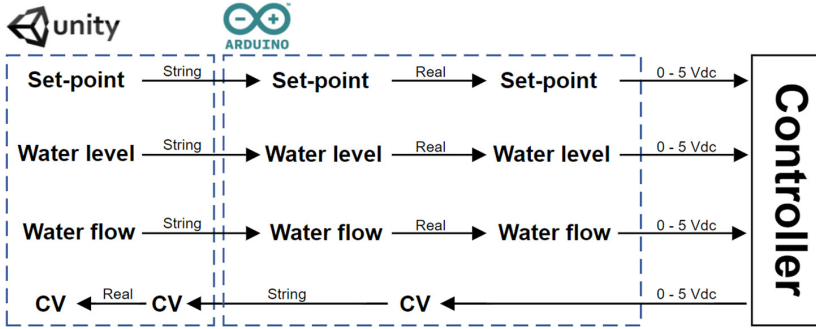 unity
ARDUINO
Set-point String Set-point Real Set-point 0 - 5 Vdc
Water level String Water level Real Water level 0 - 5 Vdc
Water flow String Water flow Real Water flow 0 - 5 Vdc
CV Real CV String CV 0 - 5 Vdc
Controller